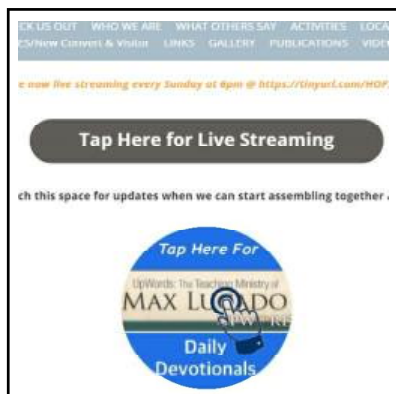 CK US OUT WHO WE ARE WHAT OTHERS SAY ACTIVITIES LOCA
ES/New Convert & Visitor LINKS GALLERY PUBLICATIONS VIDE
e now live streaming every Sunday at 6pm @ https://tinyurl.com/HOP
Tap Here for Live Streaming
ch this space for updates when we can start assembling together
Tap Here For
UpWords: The Teaching Ministry of
MAX LUCADO
Daily
Devotionals